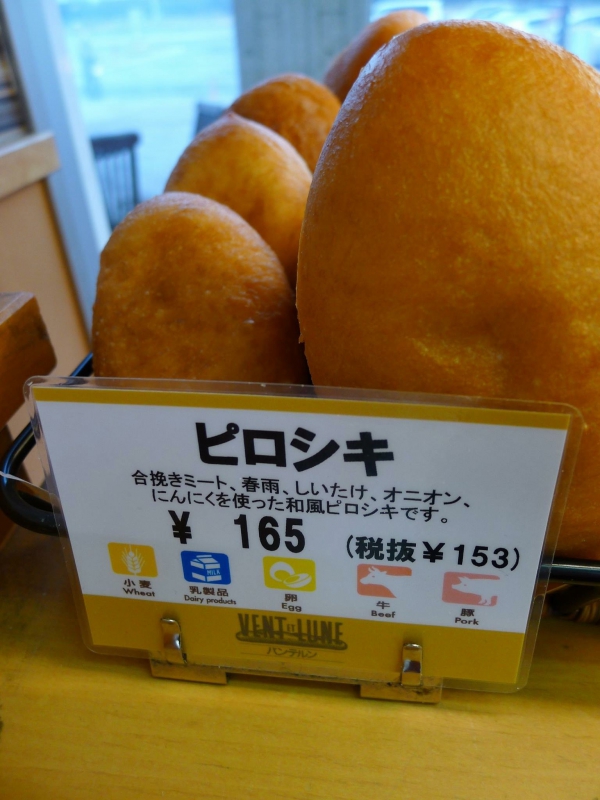 ピロシキ
合挽きミート、春雨、しいたけ、オニオン、
にんにくを使った和風ピロシキです。
¥ 165 (税抜¥153)
小麦 乳製品 卵 牛 豚
Wheat Dairy products Egg Beef Pork
MILK
VENT et LUNE
バンデルン